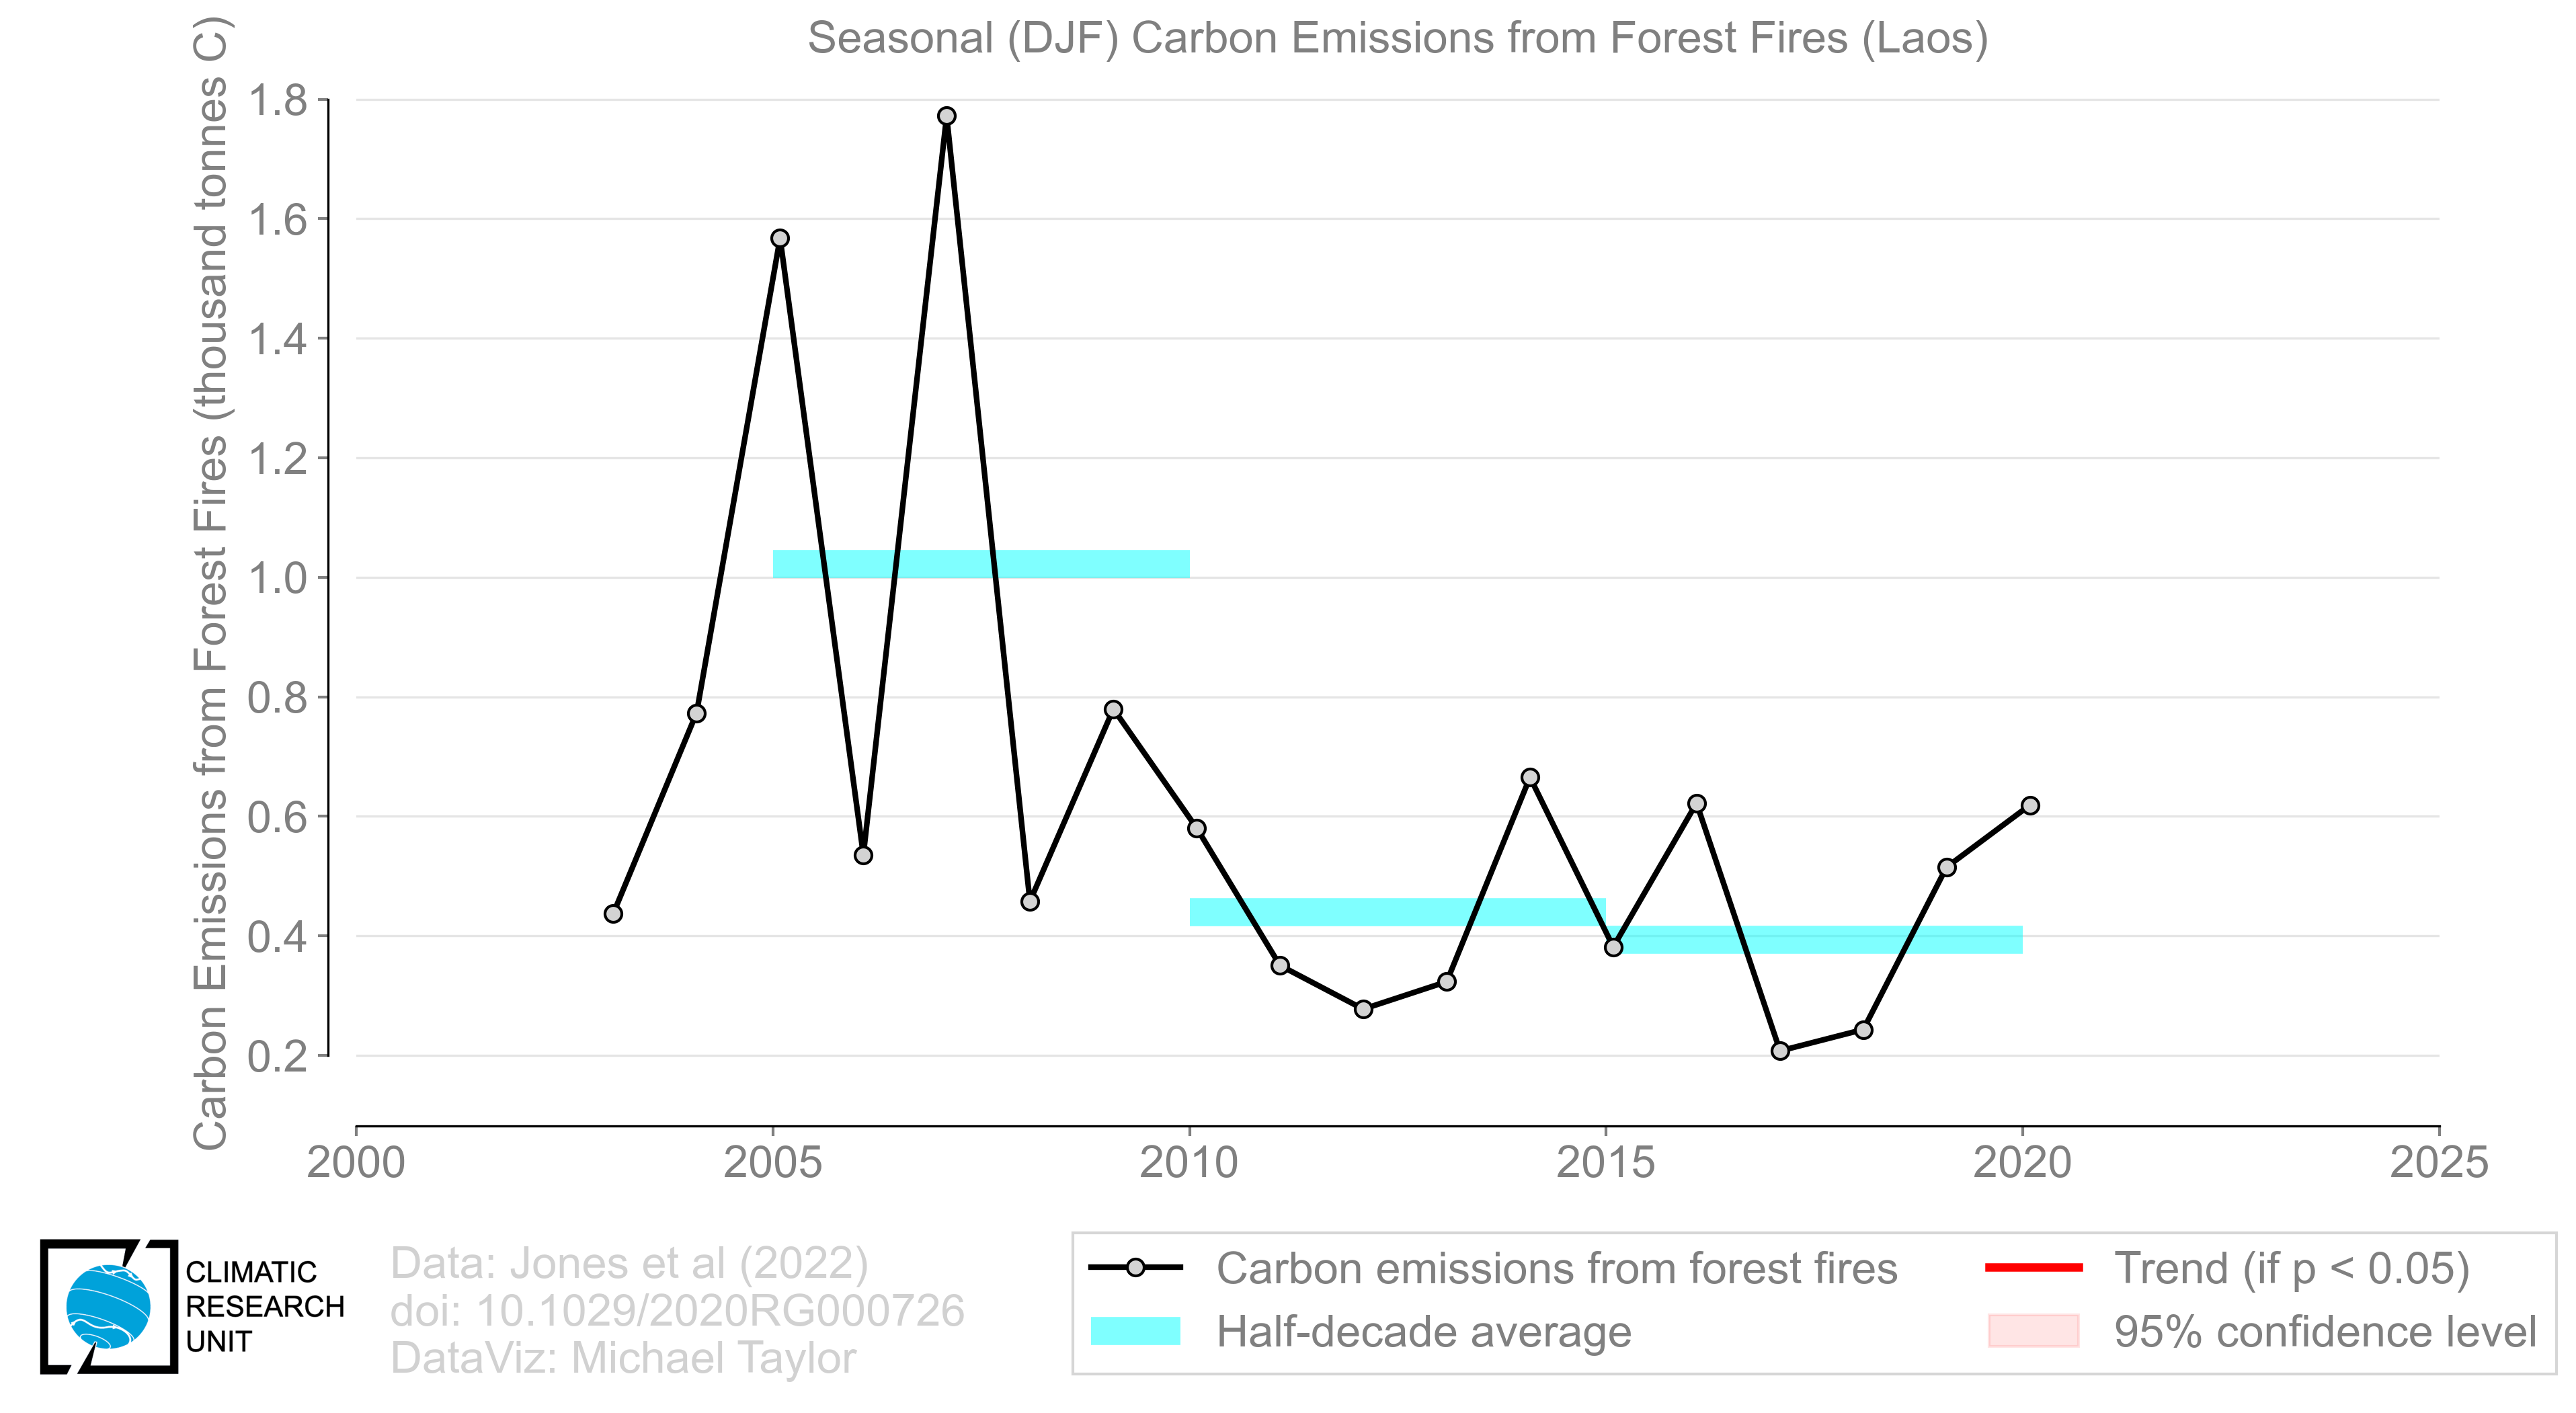 Seasonal (DJF) Carbon Emissions from Forest Fires (Laos)
Carbon Emissions from Forest Fires (thousand tonnes C)
1.8
1.6
1.4
1.2
1.0
0.8
0.6
0.4
0.2
2000 2005 2010 2015 2020 2025
CLIMATIC
RESEARCH
UNIT
Data: Jones et al (2022)
doi: 10.1029/2020RG000726
DataViz: Michael Taylor
Carbon emissions from forest fires
Half-decade average
Trend (if p < 0.05)
95% confidence level